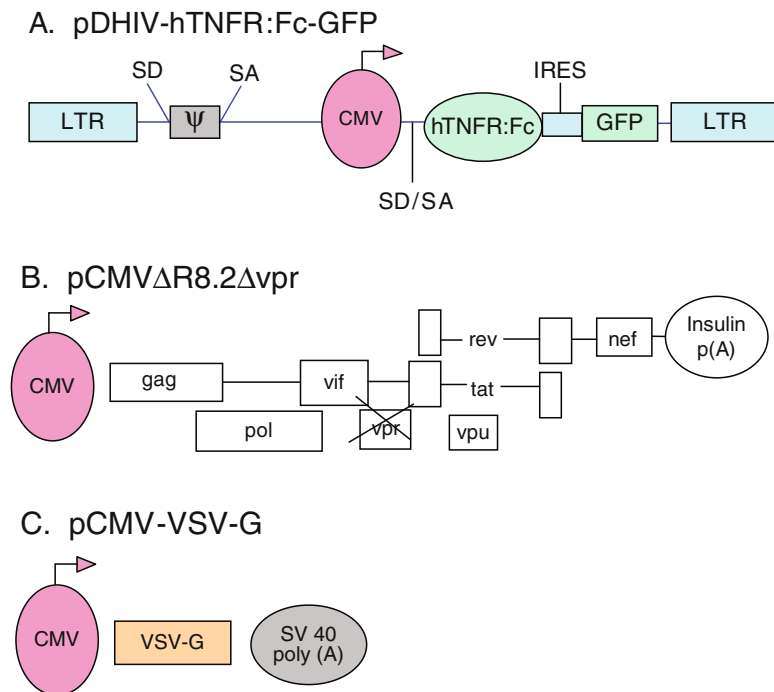 A. pDHIV-hTNFR:Fc-GFP
SD
SA
IRES
LTR
Ψ
CMV
hTNFR:Fc
GFP
LTR
SD/SA
B. pCMVΔR8.2Δvpr
CMV
gag
vif
rev
nef
Insulin
p(A)
tat
pol
vpr
vpu
C. pCMV-VSV-G
CMV
VSV-G
SV 40
poly (A)